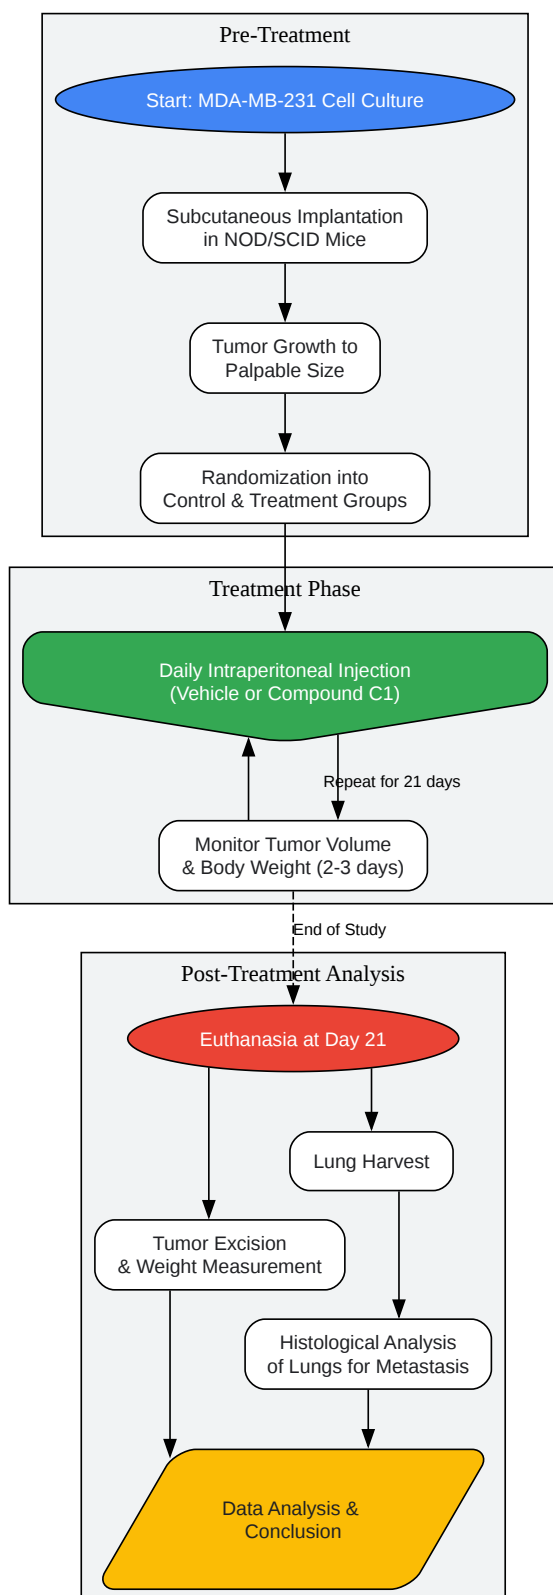 Pre-Treatment
Start: MDA-MB-231 Cell Culture
Subcutaneous Implantation
in NOD/SCID Mice
Tumor Growth to
Palpable Size
Randomization into
Control & Treatment Groups
Treatment Phase
Daily Intraperitoneal Injection
(Vehicle or Compound C1)
Repeat for 21 days
Monitor Tumor Volume
& Body Weight (2-3 days)
End of Study
Post-Treatment Analysis
Euthanasia at Day 21
Lung Harvest
Tumor Excision
& Weight Measurement
Histological Analysis
of Lungs for Metastasis
Data Analysis &
Conclusion